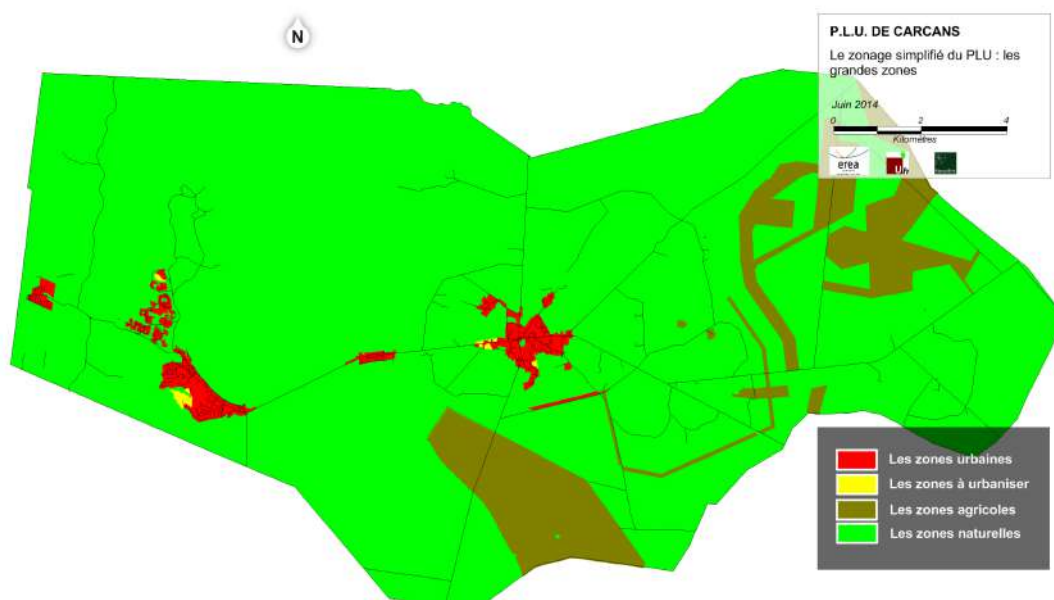 N
P.L.U. DE CARCANS
Le zonage simplifié du PLU : les
grandes zones
Juin 2014
0 2 4
Kilomètres
erea
Les zones urbaines
Les zones à urbaniser
Les zones agricoles
Les zones naturelles